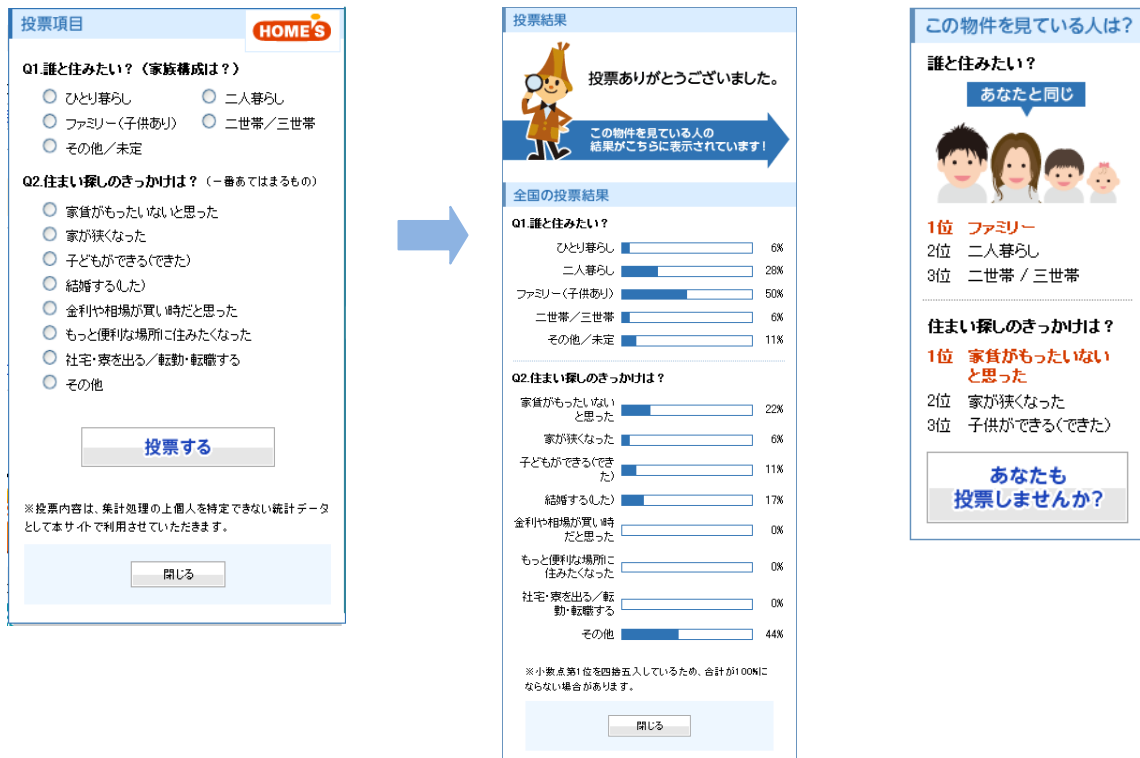 投票項目
HOME'S
Q1.誰と住みたい？（家族構成は？）
ひとり暮らし
二人暮らし
ファミリー（子供あり）
二世帯／三世帯
その他／未定
Q2.住まい探しのきっかけは？（一番あてはまるもの）
家賃がもったいないと思った
家が狭くなった
子どもができる(できた)
結婚する(した)
金利や相場が買い時だと思った
もっと便利な場所に住みたくなった
社宅・寮を出る／転勤・転職する
その他
投票する
※投票内容は、集計処理の上個人を特定できない統計データ
として本サイトで利用させていただきます。
閉じる
投票結果
投票ありがとうございました。
この物件を見ている人の
結果がこちらに表示されています！
全国の投票結果
Q1.誰と住みたい？
ひとり暮らし 6%
二人暮らし 28%
ファミリー（子供あり） 50%
二世帯／三世帯 6%
その他／未定 11%
Q2.住まい探しのきっかけは？
家賃がもったいない
と思った 22%
家が狭くなった 6%
子どもができる(でき
た) 11%
結婚する(した) 17%
金利や相場が買い時
だと思った 0%
もっと便利な場所に
住みたくなった 0%
社宅・寮を出る／転
勤・転職する 0%
その他 44%
※小数点第1位を四捨五入しているため、合計が100%に
ならない場合があります。
閉じる
この物件を見ている人は？
誰と住みたい？
あなたと同じ
1位 ファミリー
2位 二人暮らし
3位 二世帯 / 三世帯
住まい探しのきっかけは？
1位 家賃がもったいない
と思った
2位 家が狭くなった
3位 子供ができる(できた)
あなたも
投票しませんか？